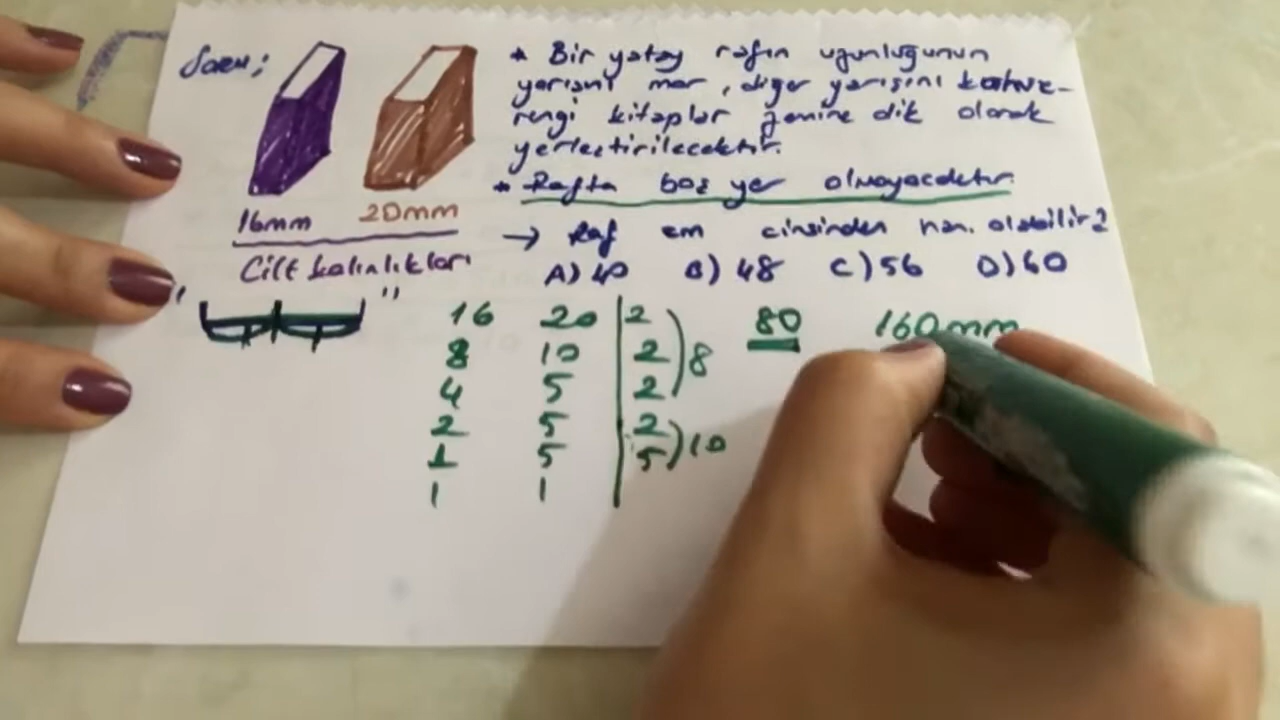 Soru;
* Bir yatay rafın uzunluğunun
yarısını mor, diğer yarısını kahve-
rengi kitaplar zemine dik olarak
yerleştirilecektir.
* Rafta boş yer olmayacaktır.
16mm 20mm
Cilt kalınlıkları
→ Raf cm cinsinden han. olabilir?
A) 40 B) 48 C) 56 D) 60
" "
16 20 2
8 10 2
4 5 2
2 5 2
1 5 5
1 1
8
10
80 160mm